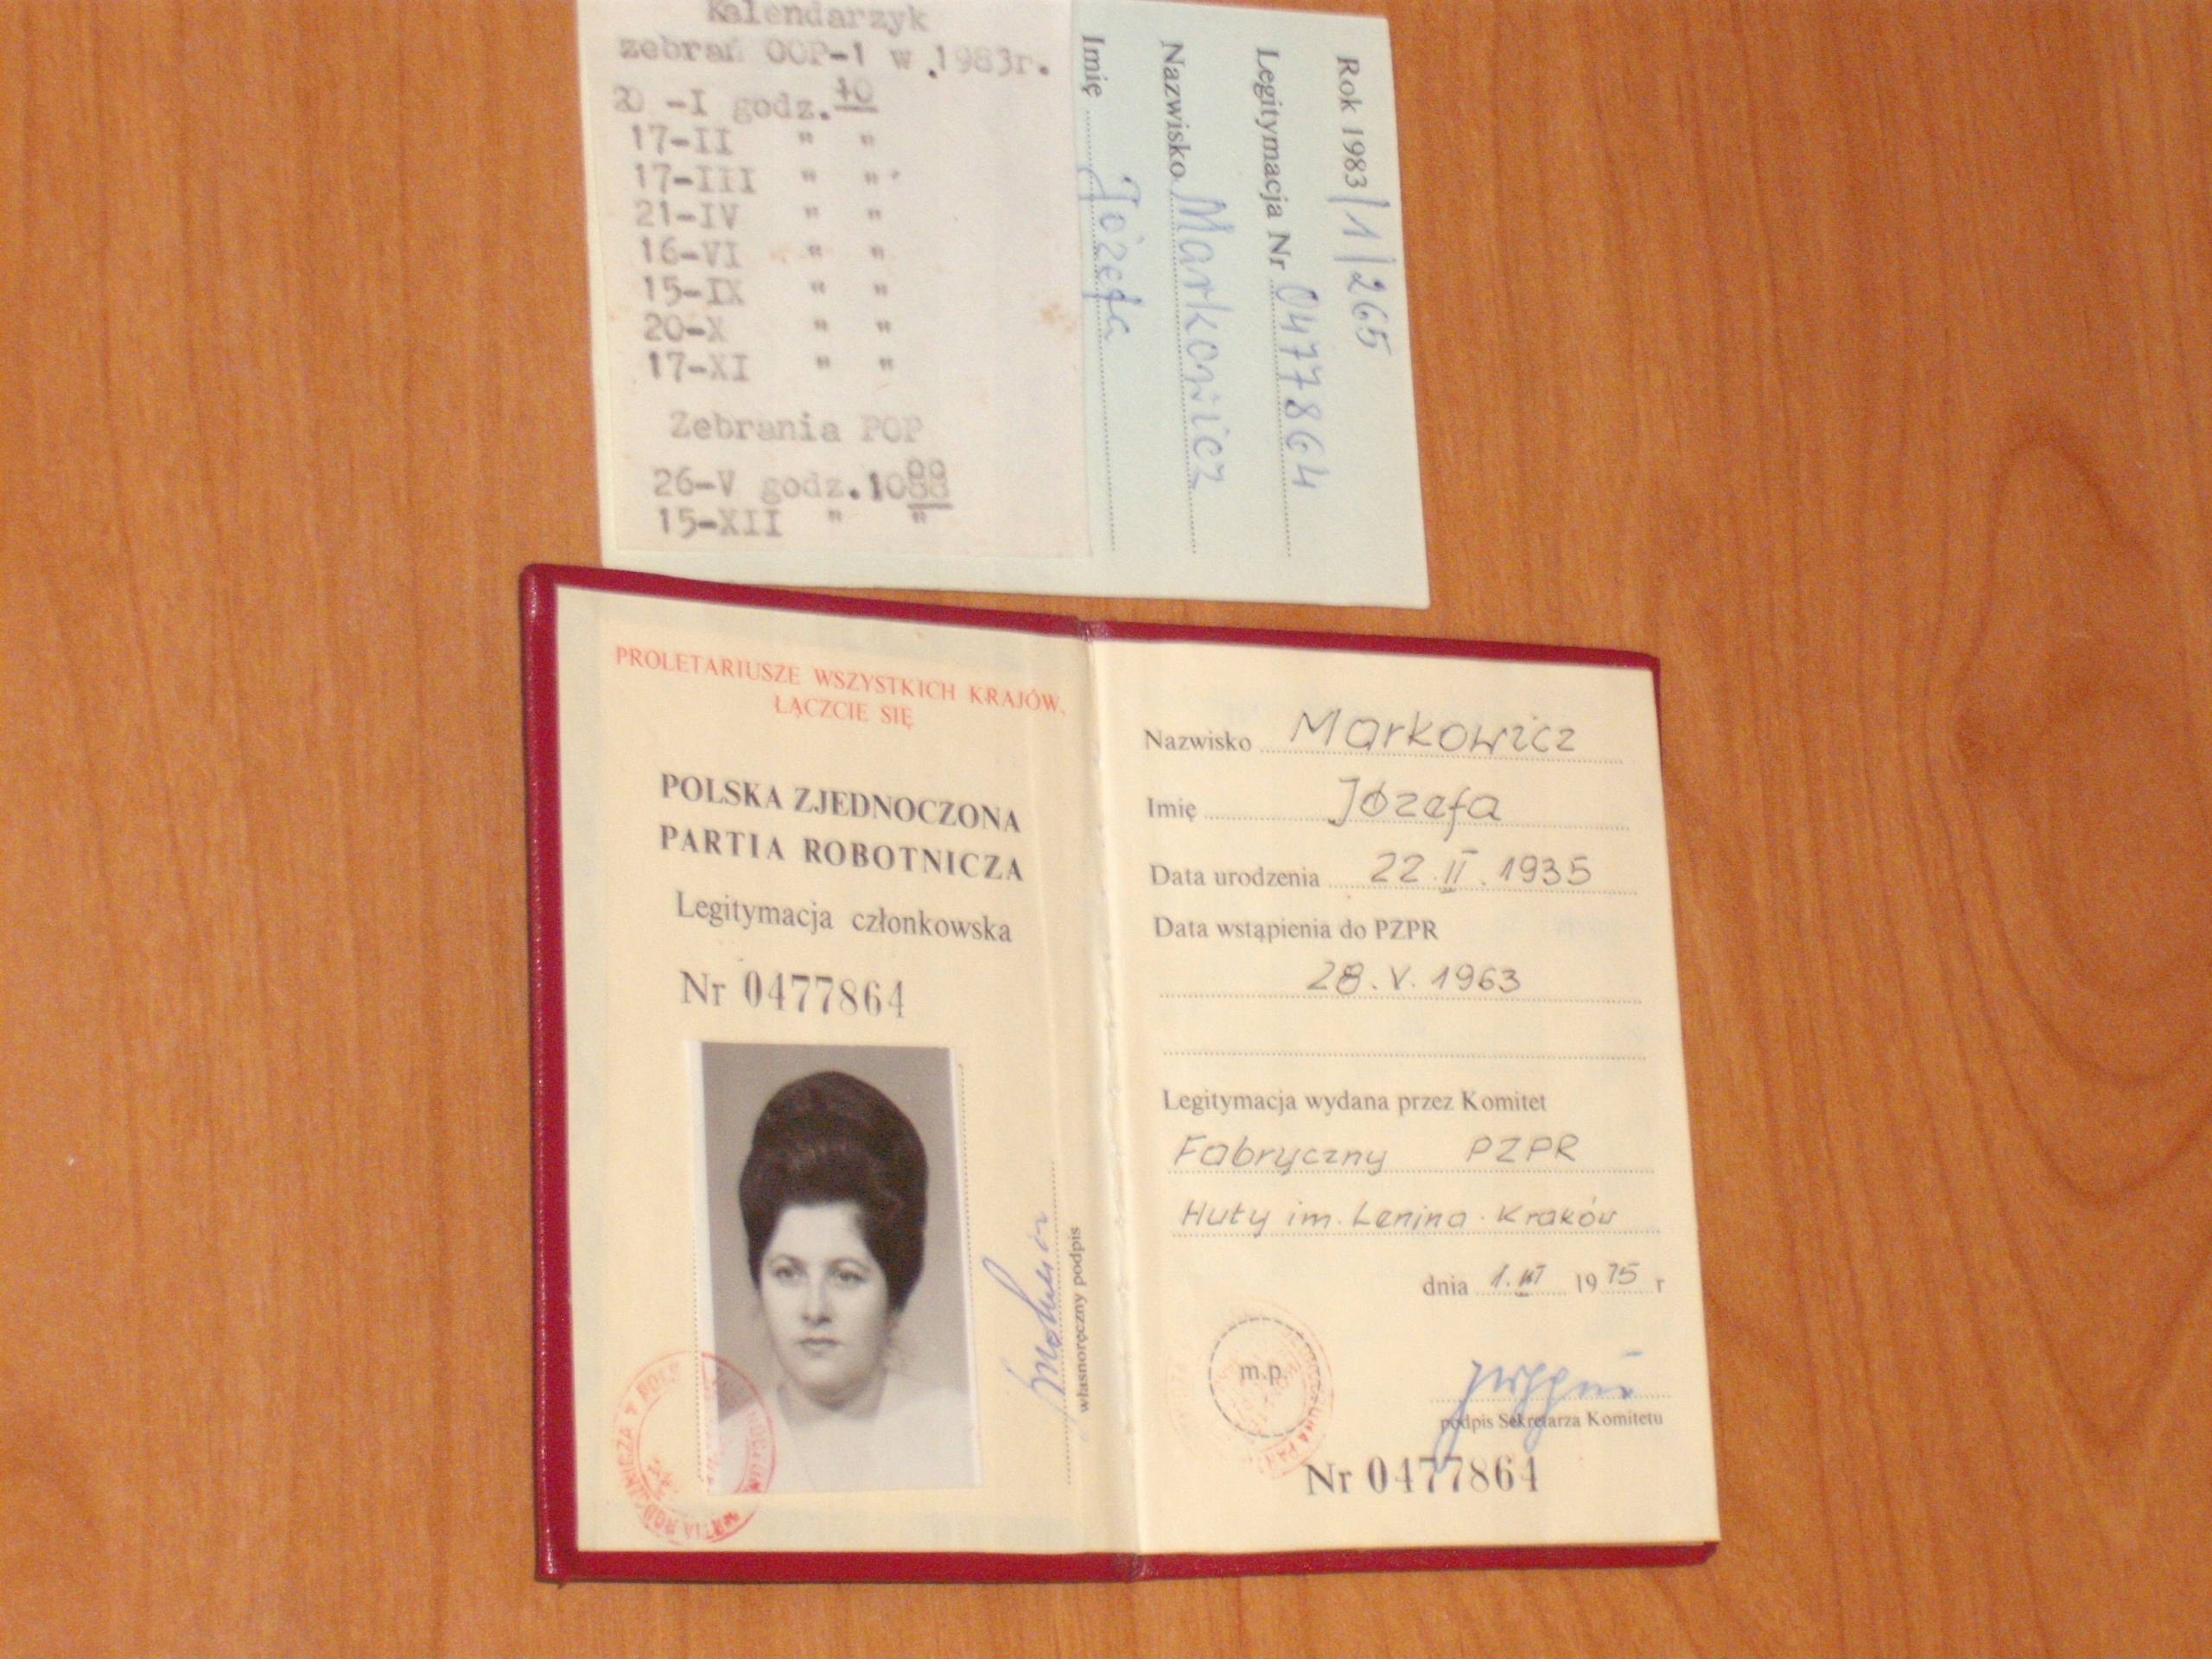 Kalendarzyk
zebrań OOP-1 w .1983r.
20 -I godz. 10
17-II " "
17-III " "
21-IV " "
16-VI " "
15-IX " "
20-X " "
17-XI " "
Zebrania POP
26-V godz.10 00
15-XII " "
Rok 1983/1/265
Legitymacja Nr 0477864
Nazwisko Markowicz
Imię Józefa
PROLETARIUSZE WSZYSTKICH KRAJÓW,
ŁĄCZCIE SIĘ
POLSKA ZJEDNOCZONA
PARTIA ROBOTNICZA
Legitymacja członkowska
Nr 0477864
własnoręczny podpis
Nazwisko Markowicz
Imię Józefa
Data urodzenia 22.II.1935
Data wstąpienia do PZPR
28.V.1963
Legitymacja wydana przez Komitet
Fabryczny PZPR
Huty im. Lenina - Kraków
dnia 1. 1975 r
m.p.
podpis Sekretarza Komitetu
Nr 0477864